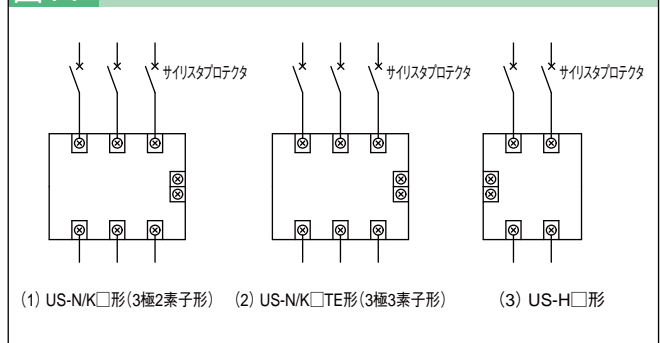 サイリスタプロテクタ
サイリスタプロテクタ
サイリスタプロテクタ
(1) US-N/K□形(3極2素子形)
(2) US-N/K□TE形(3極3素子形)
(3) US-H□形